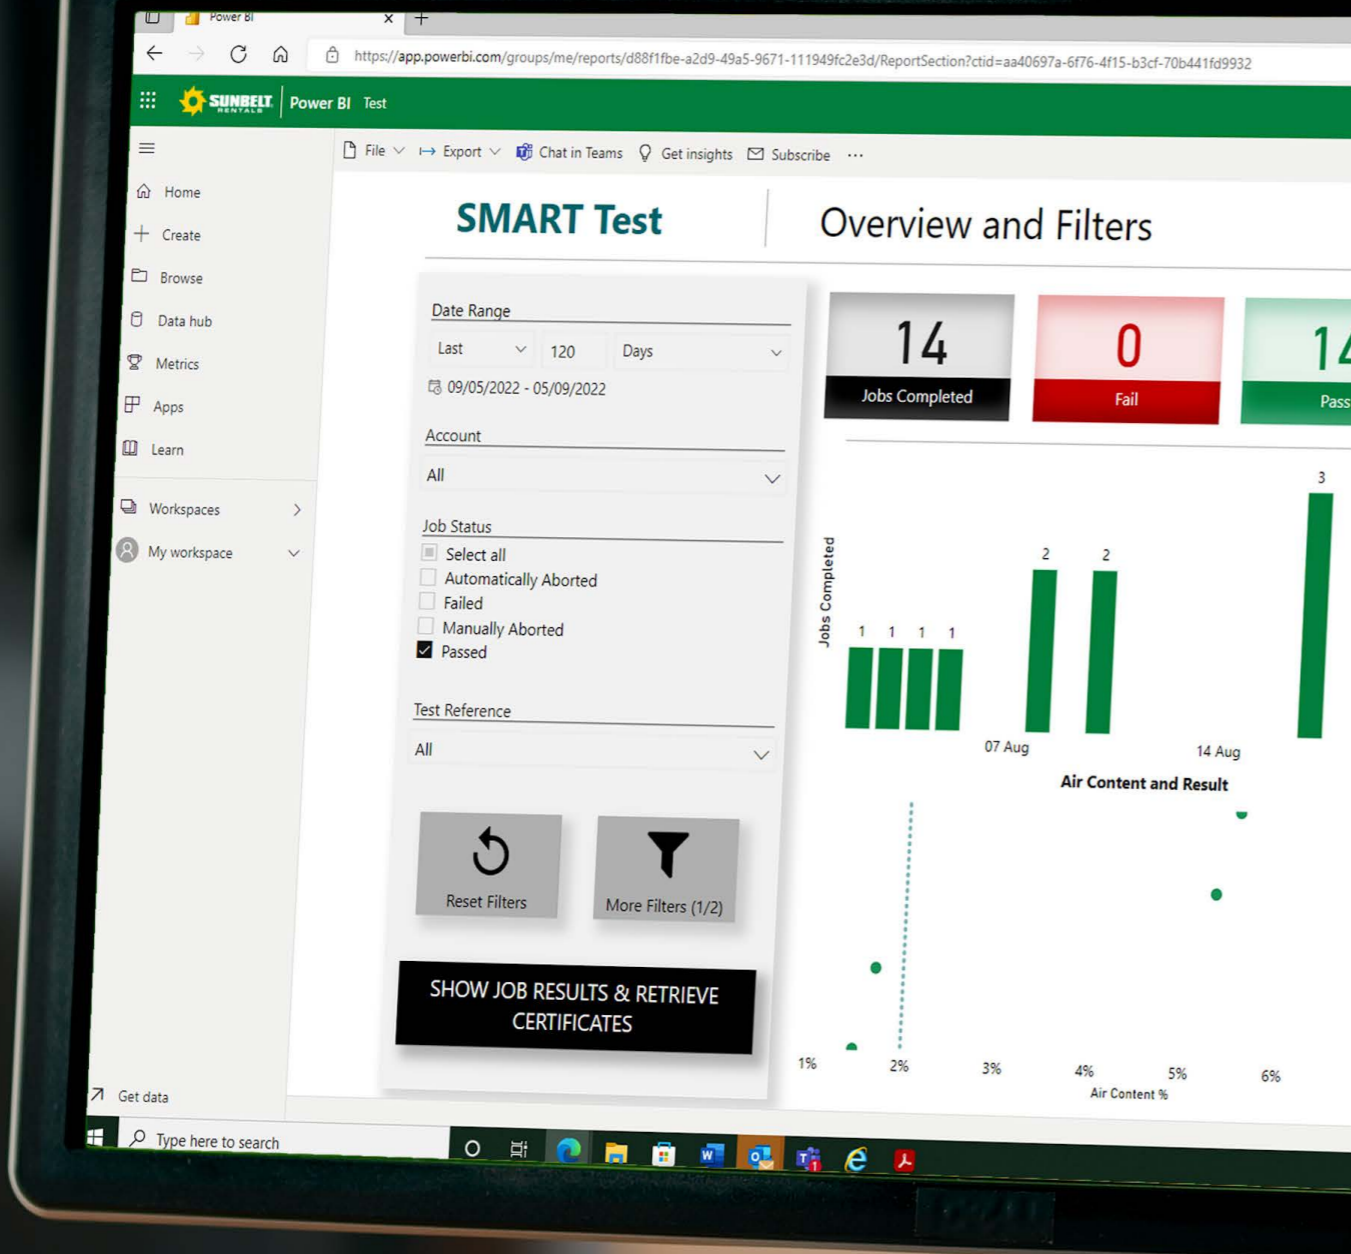 Power BI
https://app.powerbi.com/groups/me/reports/d88f1fbe-a2d9-49a5-9671-111949fc2e3d/ReportSection?ctid=aa40697a-6f76-4f15-b3cf-70b441fd9932
SUNBELT RENTALS Power BI Test
File Export Chat in Teams Get insights Subscribe ...
Home
Create
Browse
Data hub
Metrics
Apps
Learn
Workspaces
My workspace
Get data
SMART Test Overview and Filters
Date Range
Last 120 Days
09/05/2022 - 05/09/2022
Account
All
Job Status
Select all
Automatically Aborted
Failed
Manually Aborted
Passed
Test Reference
All
Reset Filters
More Filters (1/2)
SHOW JOB RESULTS & RETRIEVE
CERTIFICATES
14
Jobs Completed
0
Fail
14
Pass
Jobs Completed
1 1 1 1 2 2 3
07 Aug 14 Aug
Air Content and Result
1% 2% 3% 4% 5% 6%
Air Content %
Type here to search